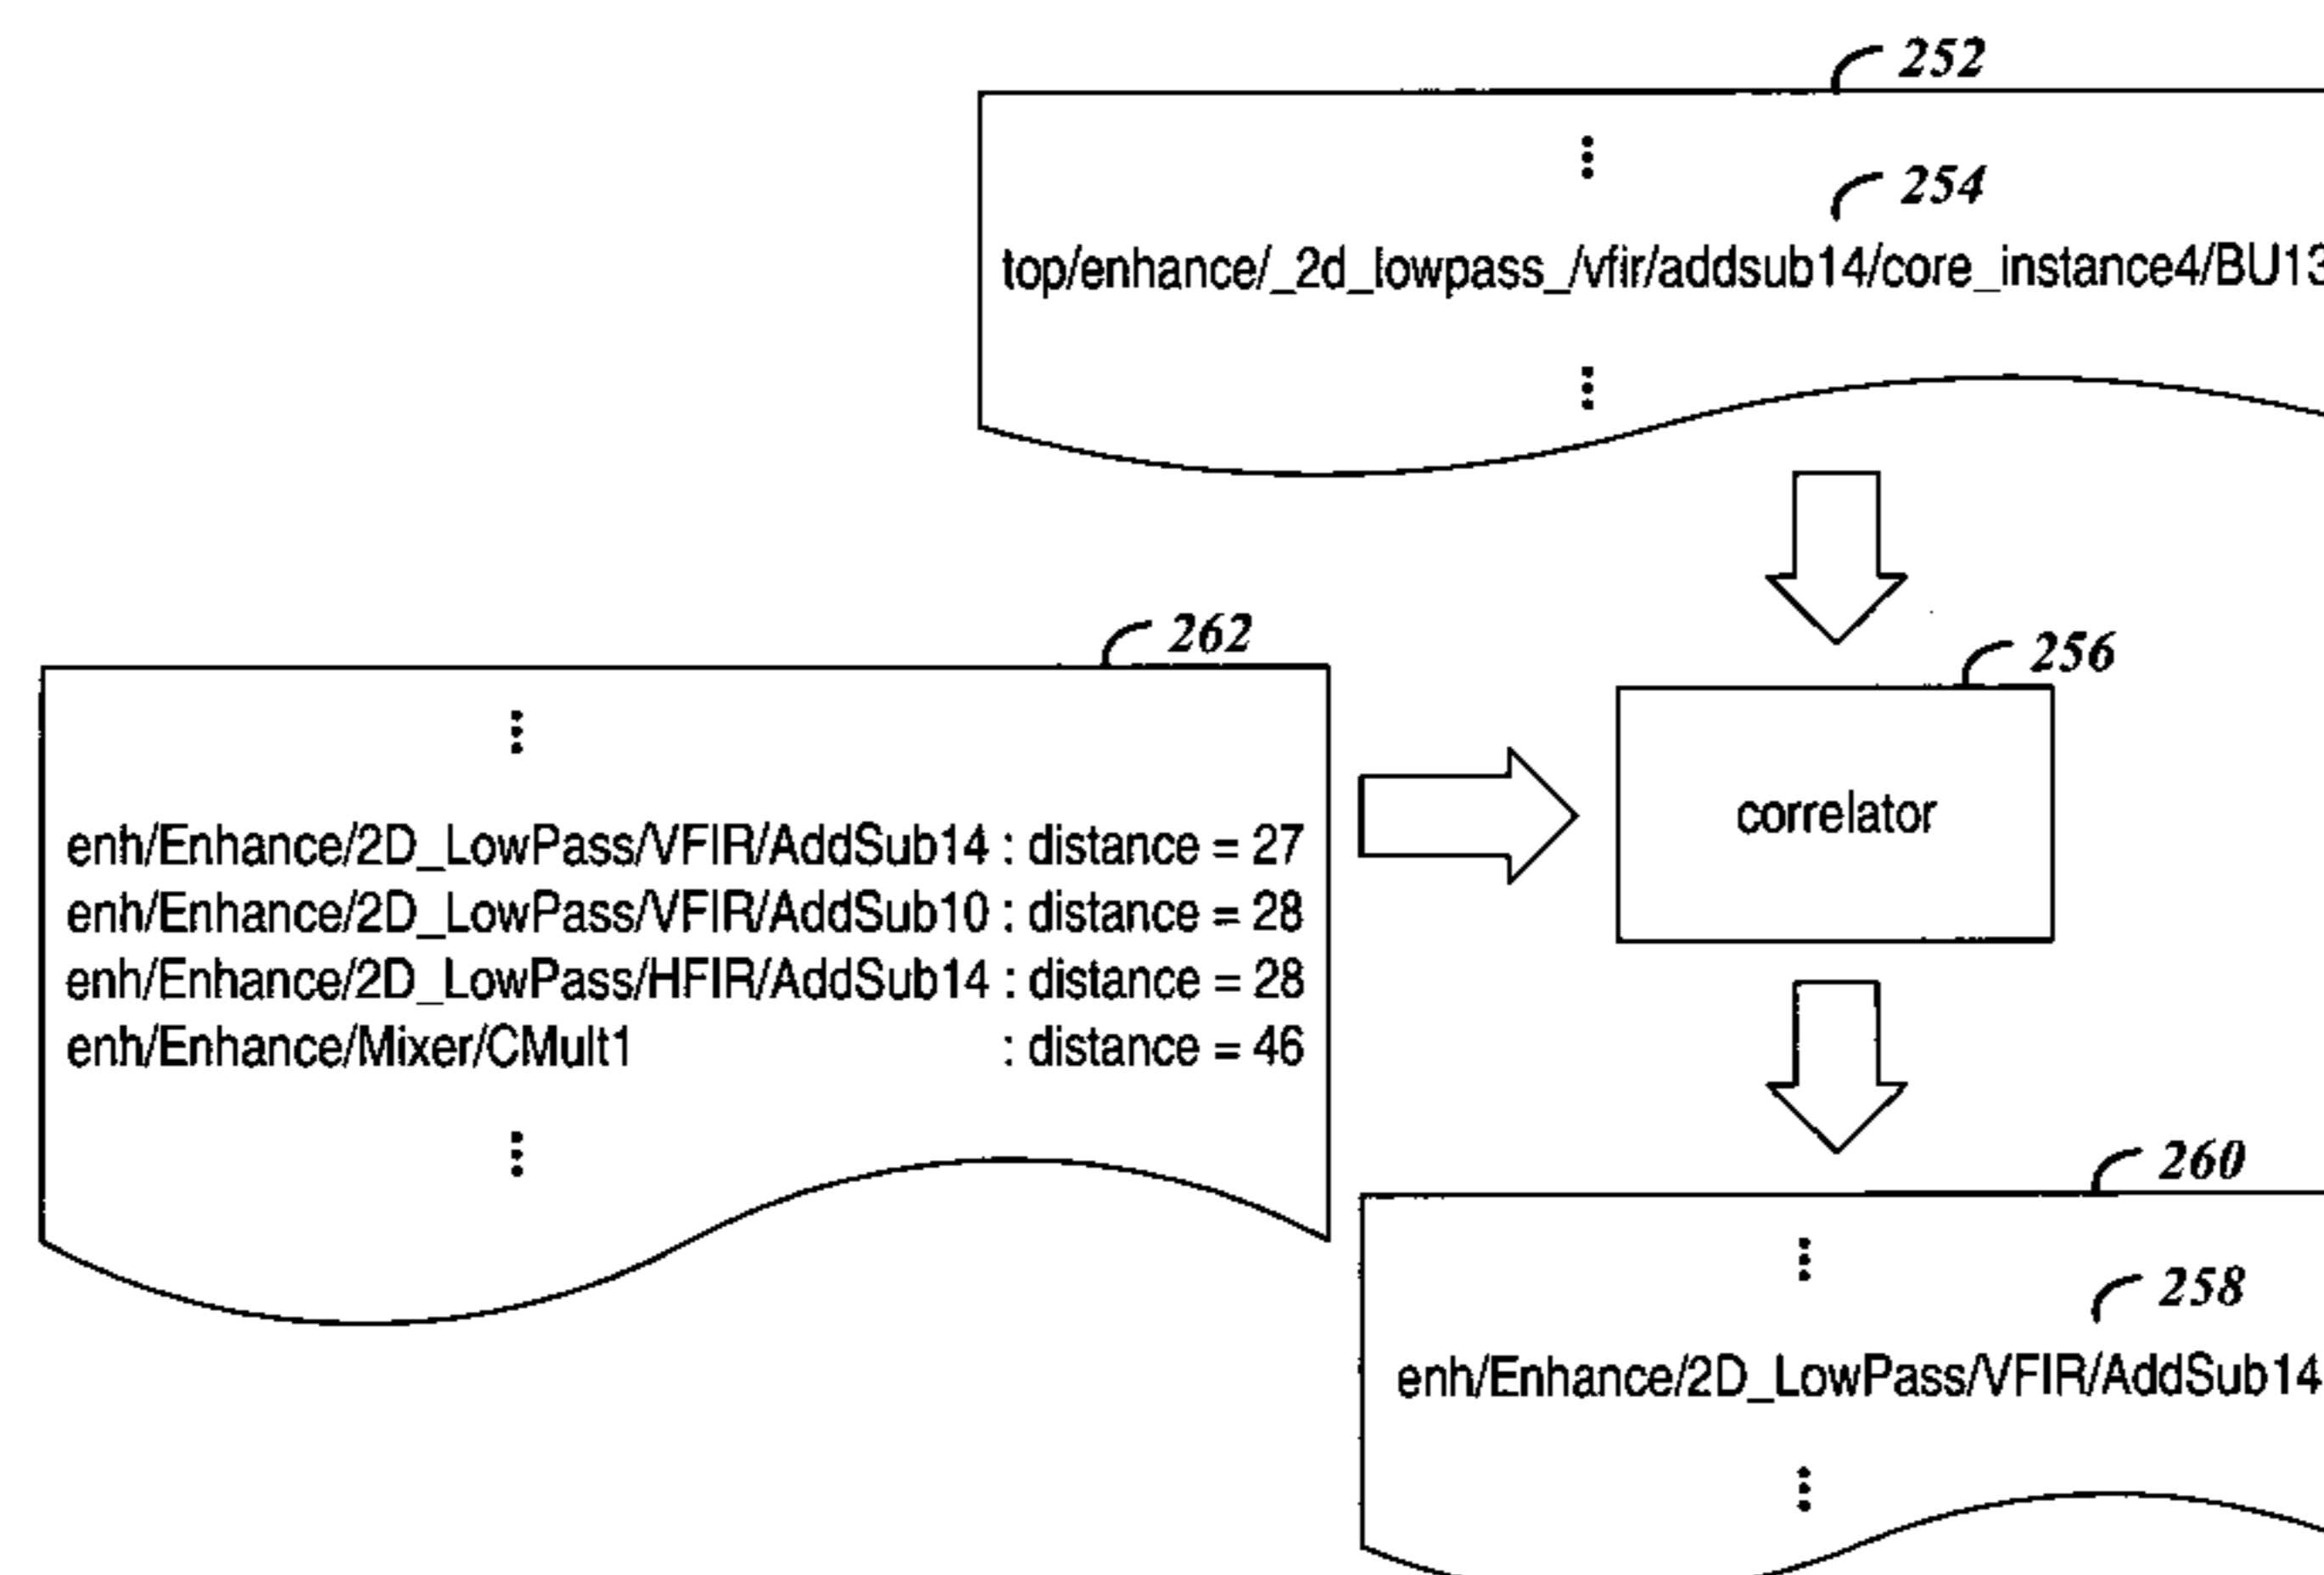 252
254
top/enhance/_2d_lowpass_/vfir/addsub14/core_instance4/BU13
262
256
enh/Enhance/2D_LowPass/VFIR/AddSub14 : distance = 27
enh/Enhance/2D_LowPass/VFIR/AddSub10 : distance = 28
enh/Enhance/2D_LowPass/HFIR/AddSub14 : distance = 28
enh/Enhance/Mixer/CMult1 : distance = 46
correlator
260
258
enh/Enhance/2D_LowPass/VFIR/AddSub14